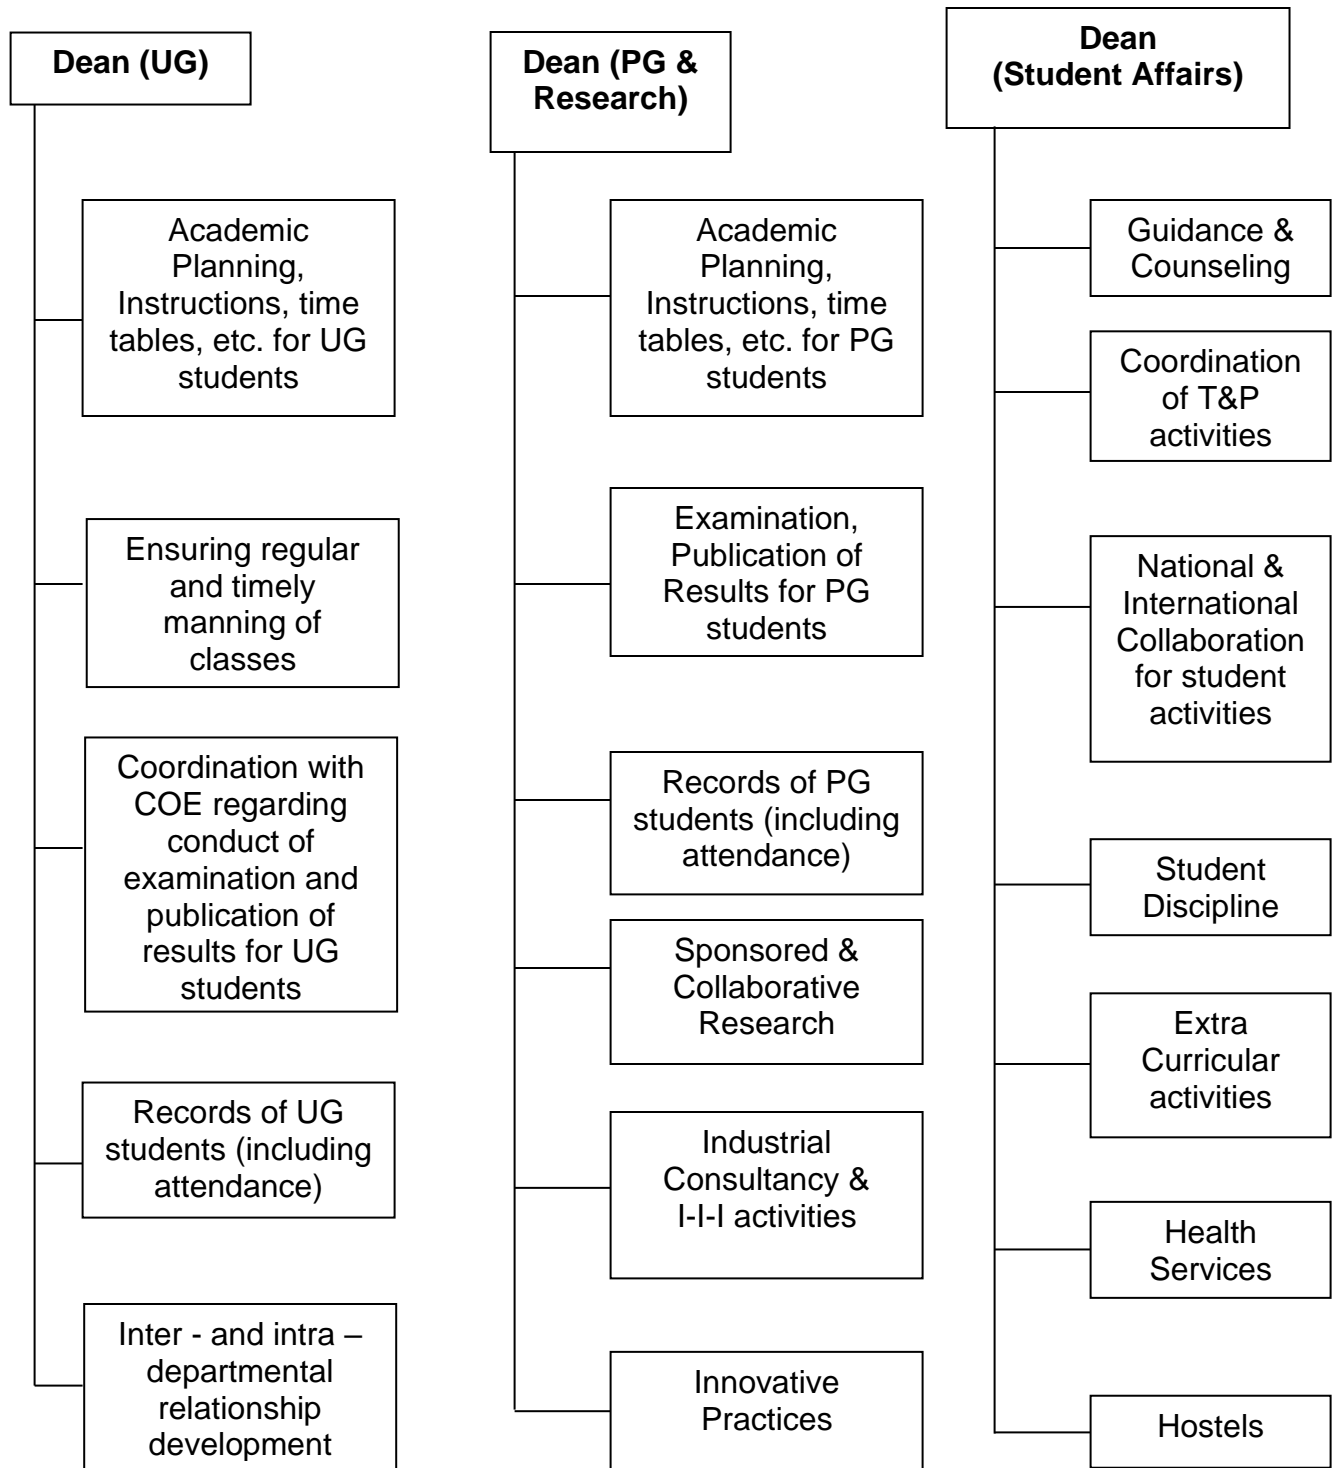 Dean (UG)
Academic
Planning,
Instructions, time
tables, etc. for UG
students
Ensuring regular
and timely
manning of
classes
Coordination with
COE regarding
conduct of
examination and
publication of
results for UG
students
Records of UG
students (including
attendance)
Inter - and intra –
departmental
relationship
development
Dean (PG &
Research)
Academic
Planning,
Instructions, time
tables, etc. for PG
students
Examination,
Publication of
Results for PG
students
Records of PG
students (including
attendance)
Sponsored &
Collaborative
Research
Industrial
Consultancy &
I-I-I activities
Innovative
Practices
Dean
(Student Affairs)
Guidance &
Counseling
Coordination
of T&P
activities
National &
International
Collaboration
for student
activities
Student
Discipline
Extra
Curricular
activities
Health
Services
Hostels